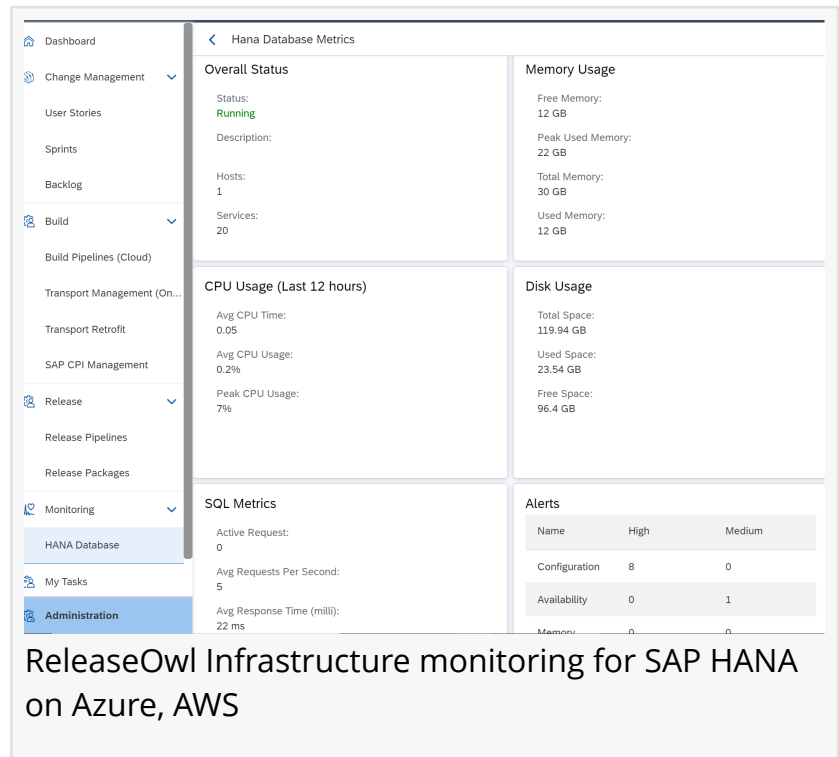 Dashboard
Change Management
User Stories
Sprints
Backlog
Build
Build Pipelines (Cloud)
Transport Management (On...
Transport Retrofit
SAP CPI Management
Release
Release Pipelines
Release Packages
Monitoring
HANA Database
My Tasks
Administration
Hana Database Metrics
Overall Status
Status:
Running
Description:
Hosts:
1
Services:
20
Memory Usage
Free Memory:
12 GB
Peak Used Memory:
22 GB
Total Memory:
30 GB
Used Memory:
12 GB
CPU Usage (Last 12 hours)
Avg CPU Time:
0.05
Avg CPU Usage:
0.2%
Peak CPU Usage:
7%
Disk Usage
Total Space:
119.94 GB
Used Space:
23.54 GB
Free Space:
96.4 GB
SQL Metrics
Active Request:
0
Avg Requests Per Second:
5
Avg Response Time (milli):
22 ms
Alerts
Name High Medium
Configuration 8 0
Availability 0 1
Memory 0 0
ReleaseOwl Infrastructure monitoring for SAP HANA
on Azure, AWS